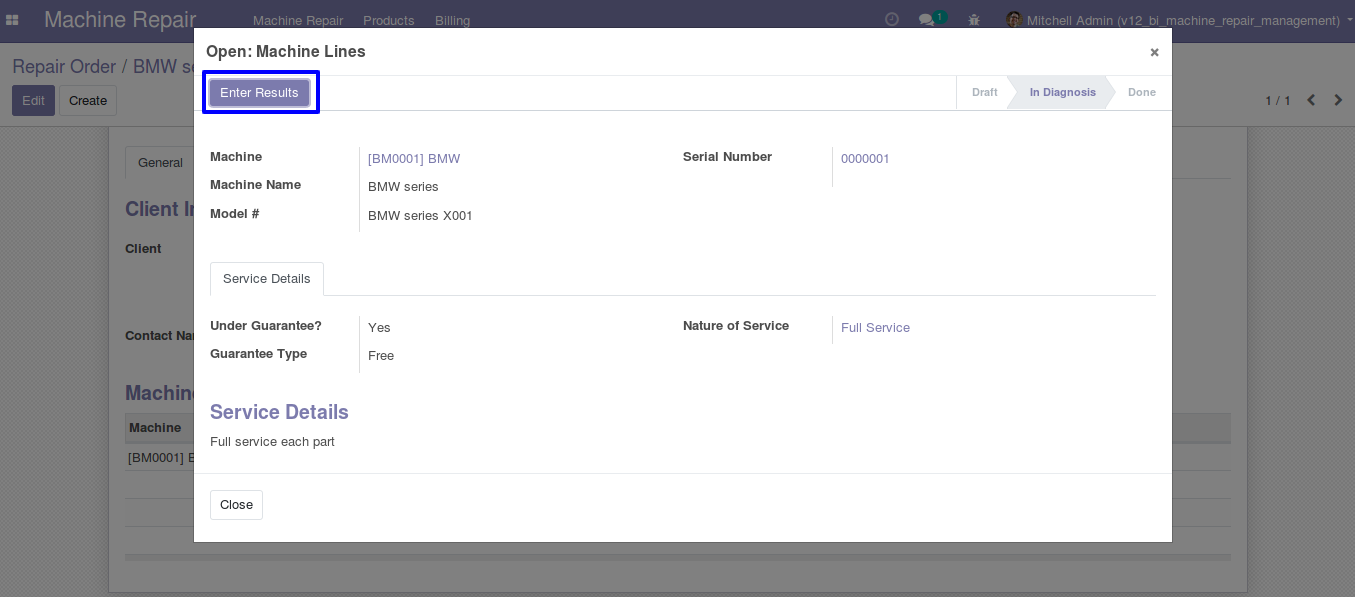 Machine Repair Machine Repair Products Billing 1 Mitchell Admin (v12_bi_machine_repair_management)
Open: Machine Lines ×
Repair Order / BMW se
Enter Results Draft In Diagnosis Done
Edit Create 1 / 1
Machine [BM0001] BMW Serial Number 0000001
General
Machine Name BMW series
Client In
Model # BMW series X001
Client
Service Details
Under Guarantee? Yes Nature of Service Full Service
Contact Nam
Guarantee Type Free
Machine
Service Details
Machine
Full service each part
[BM0001] B
Close